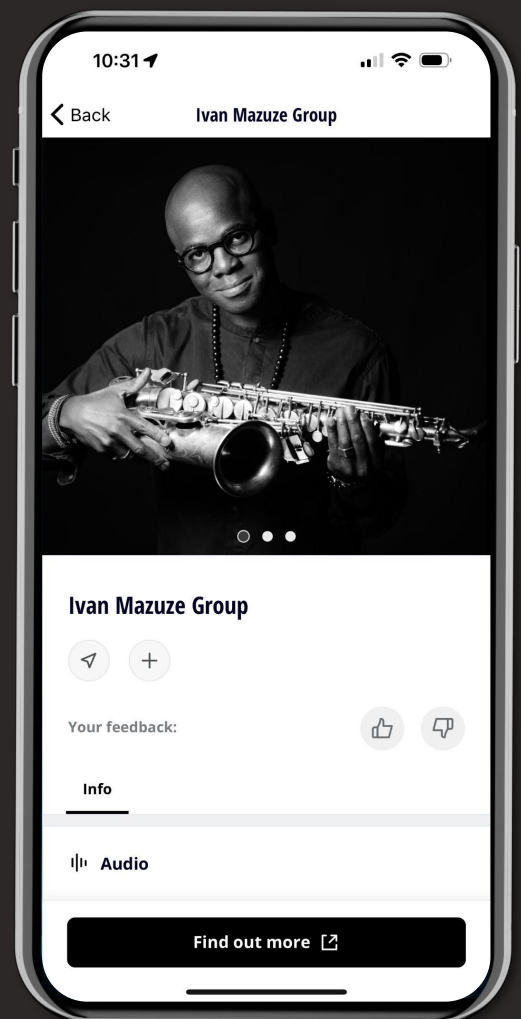 10:31
Back
Ivan Mazuze Group
Ivan Mazuze Group
Your feedback:
Info
Audio
Find out more